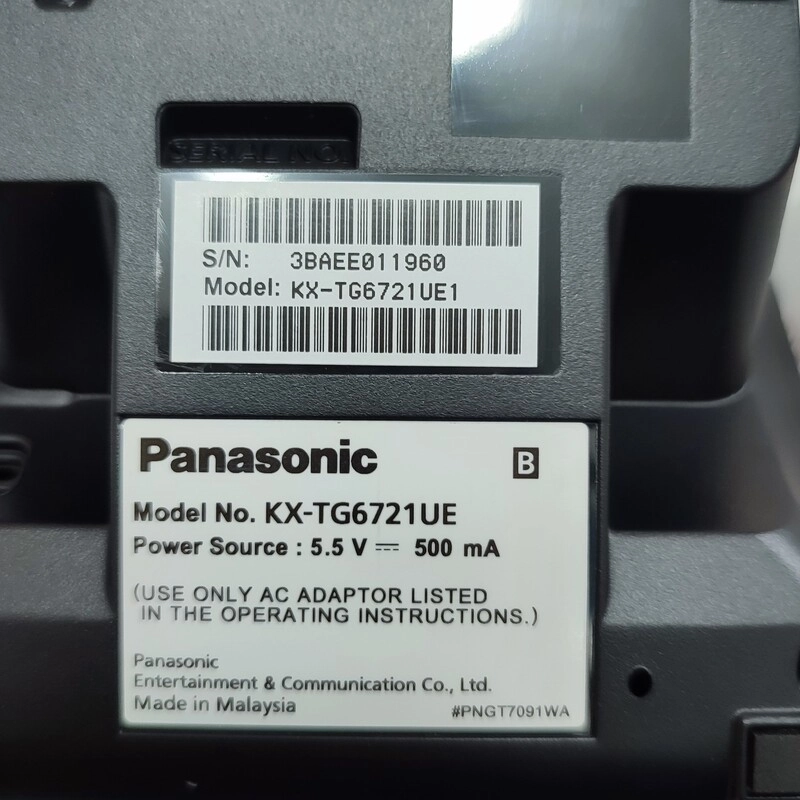 SERIAL NO.
S/N: 3BAEE011960
Model: KX-TG6721UE1
Panasonic B
Model No. KX-TG6721UE
Power Source : 5.5 V ⎓ 500 mA
(USE ONLY AC ADAPTOR LISTED
IN THE OPERATING INSTRUCTIONS.)
Panasonic
Entertainment & Communication Co., Ltd.
Made in Malaysia #PNGT7091WA